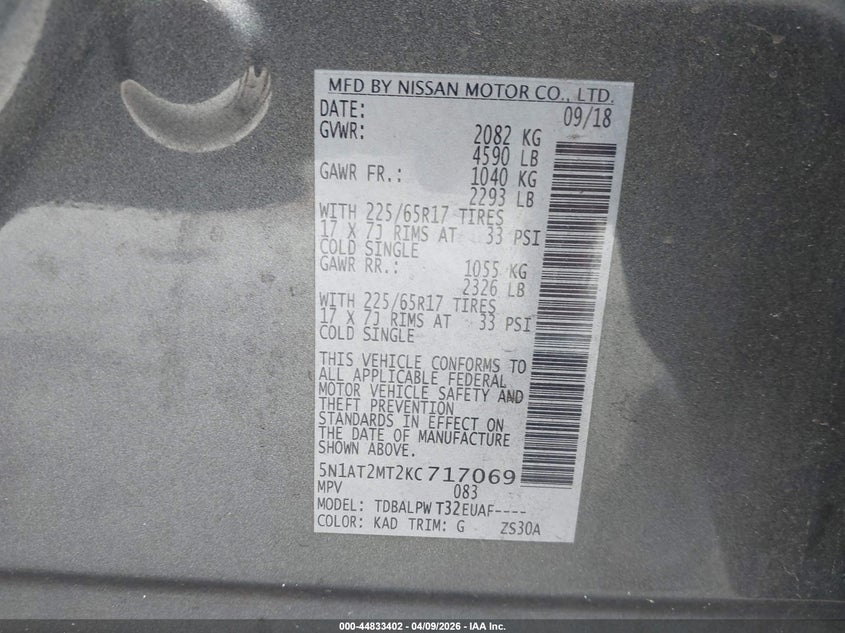 MFD BY NISSAN MOTOR CO., LTD.
DATE: 09/18
GVWR: 2082 KG
4590 LB
GAWR FR.: 1040 KG
2293 LB
WITH 225/65R17 TIRES
17 X 7J RIMS AT 33 PSI
COLD SINGLE
GAWR RR.: 1055 KG
2326 LB
WITH 225/65R17 TIRES
17 X 7J RIMS AT 33 PSI
COLD SINGLE
THIS VEHICLE CONFORMS TO
ALL APPLICABLE FEDERAL
MOTOR VEHICLE SAFETY AND
THEFT PREVENTION
STANDARDS IN EFFECT ON
THE DATE OF MANUFACTURE
SHOWN ABOVE.
5N1AT2MT2KC717069
MPV 083
MODEL: TDBALPW T32EUAF----
COLOR: KAD TRIM: G ZS30A
000-44833402 - 04/09/2026 - IAA Inc.